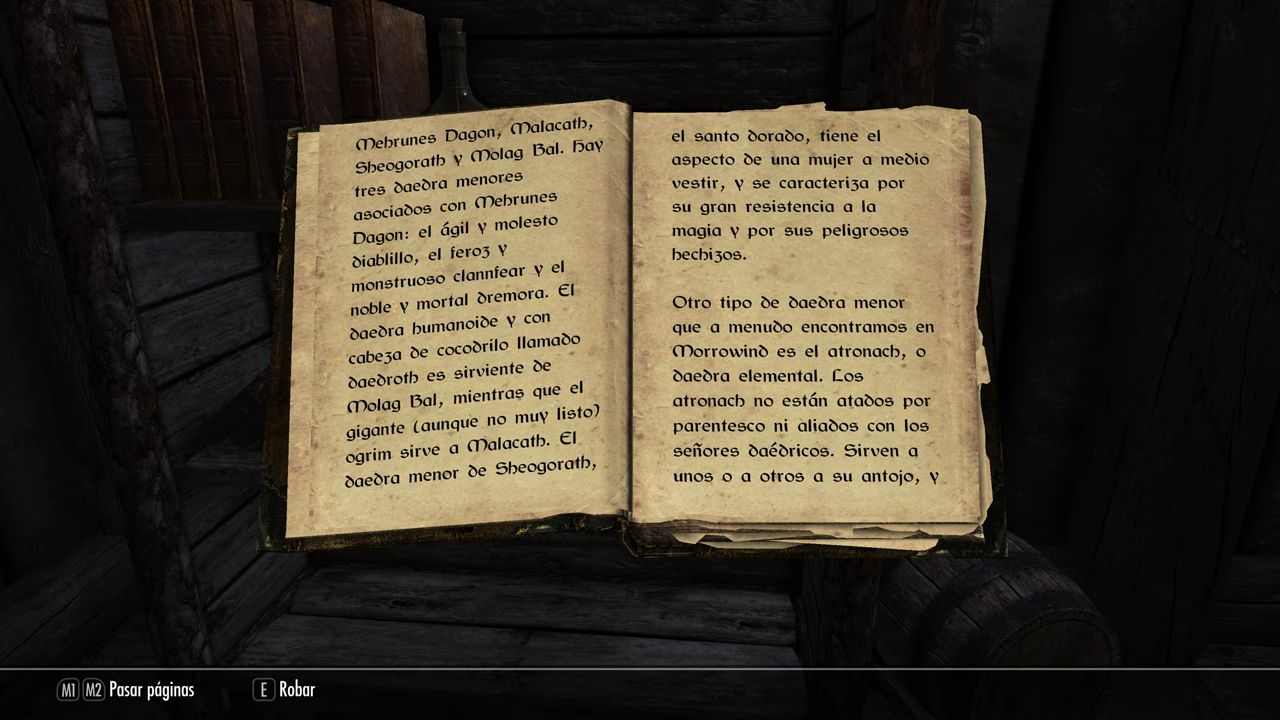 Mehrunes Dagon, Malacath,
Sheogorath y Molag Bal. Hay
tres daedra menores
asociados con Mehrunes
Dagon: el ágil y molesto
diablillo, el feroz y
monstruoso clannfear y el
noble y mortal dremora. El
daedra humanoide y con
cabeza de cocodrilo llamado
daedroth es sirviente de
Molag Bal, mientras que el
gigante (aunque no muy listo)
ogrim sirve a Malacath. El
daedra menor de Sheogorath,
el santo dorado, tiene el
aspecto de una mujer a medio
vestir, y se caracteriza por
su gran resistencia a la
magia y por sus peligrosos
hechizos.
Otro tipo de daedra menor
que a menudo encontramos en
Morrowind es el atronach, o
daedra elemental. Los
atronach no están atados por
parentesco ni aliados con los
señores daédricos. Sirven a
unos o a otros a su antojo, y
M1 M2 Pasar páginas E Robar